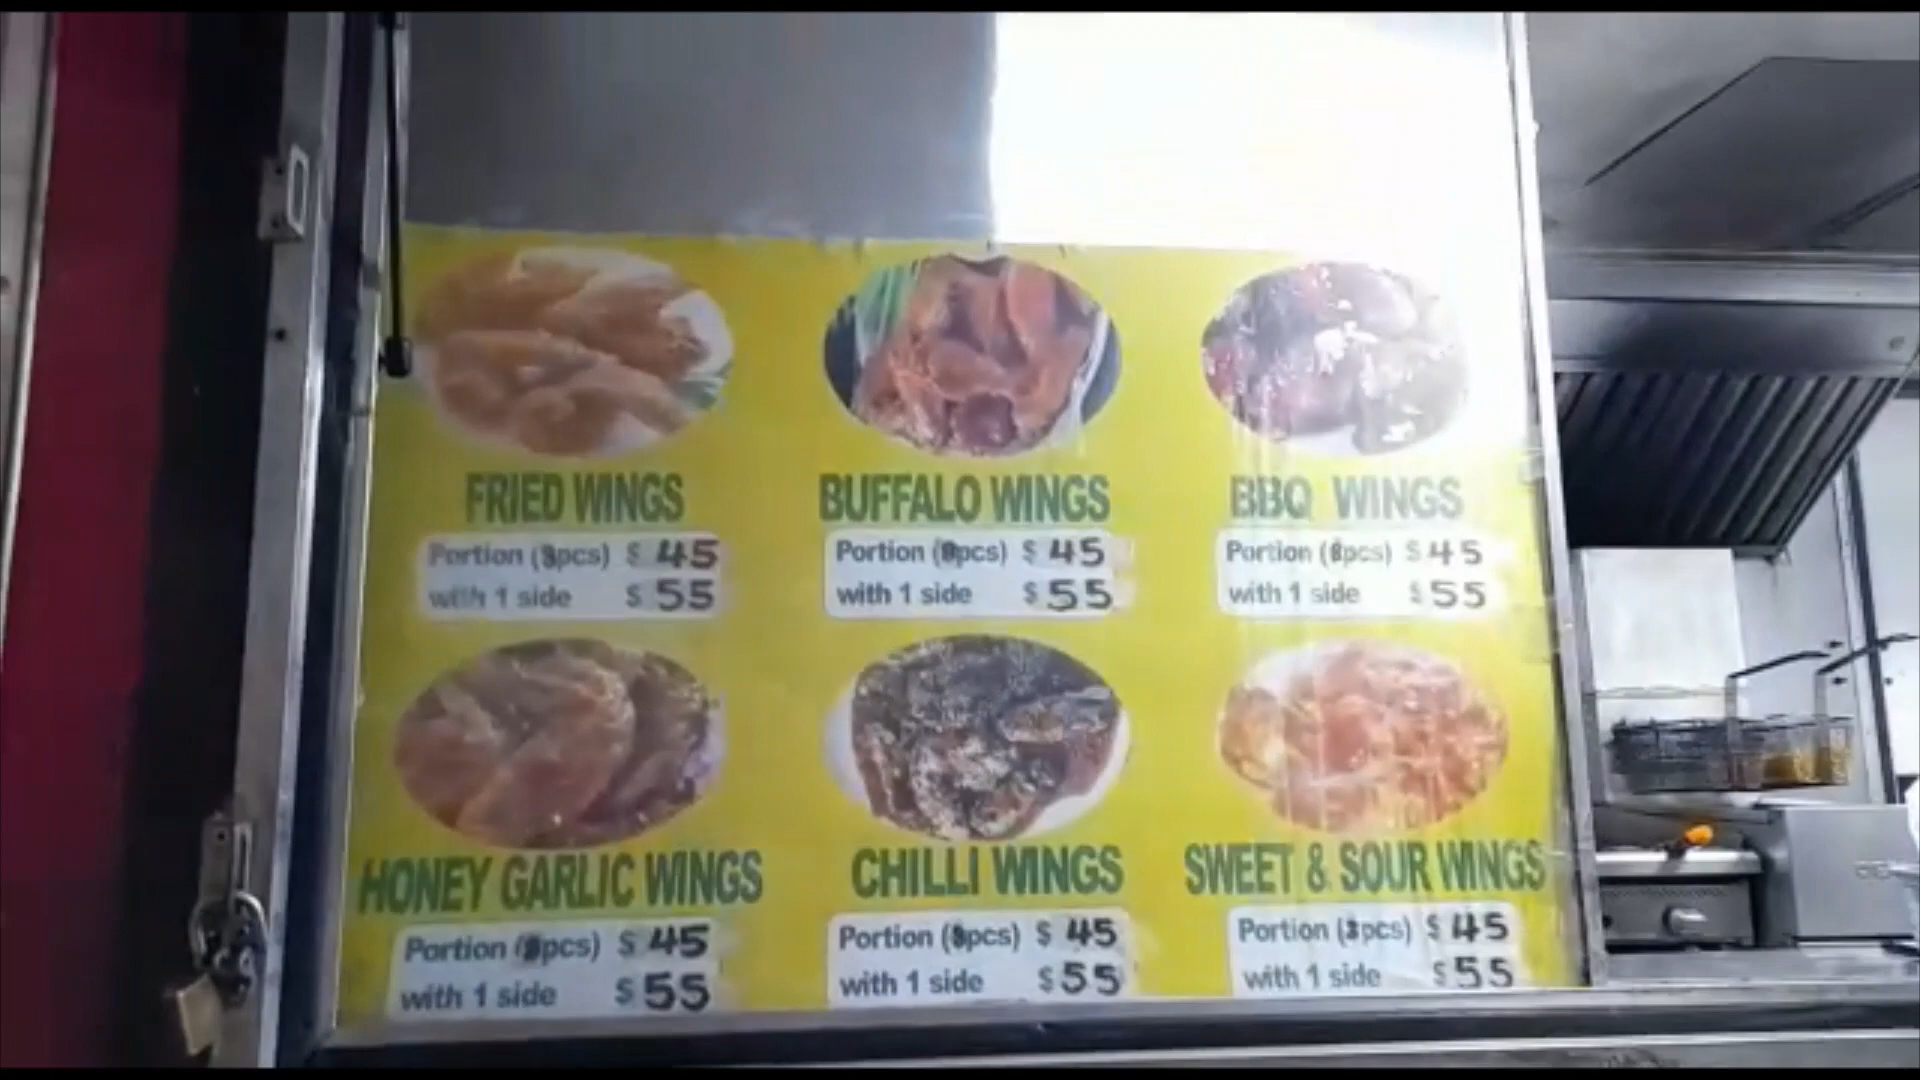 FRIED WINGS
Portion (8pcs) $ 45
with 1 side $ 55
BUFFALO WINGS
Portion (8pcs) $ 45
with 1 side $ 55
BBQ WINGS
Portion (8pcs) $ 45
with 1 side $ 55
HONEY GARLIC WINGS
Portion (8pcs) $ 45
with 1 side $ 55
CHILLI WINGS
Portion (8pcs) $ 45
with 1 side $ 55
SWEET & SOUR WINGS
Portion (8pcs) $ 45
with 1 side $ 55